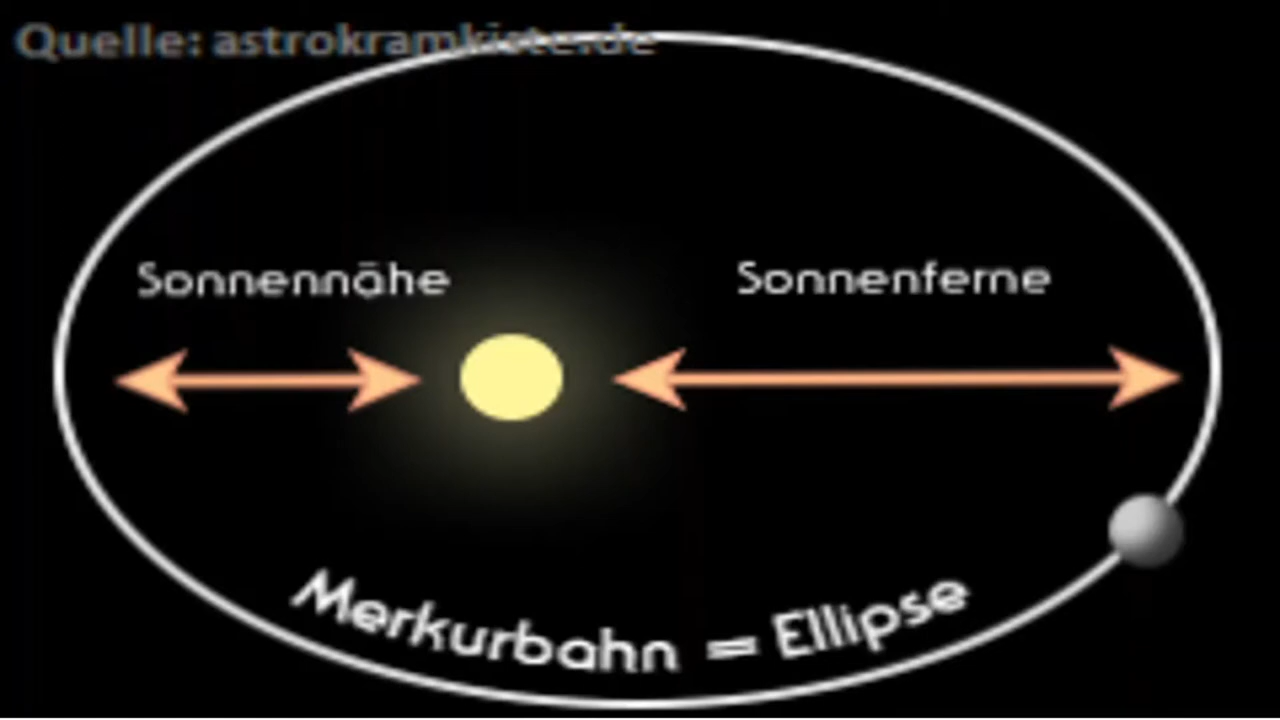 Quelle: astrokramkiste.de
Sonnennähe
Sonnenferne
Merkurbahn = Ellipse